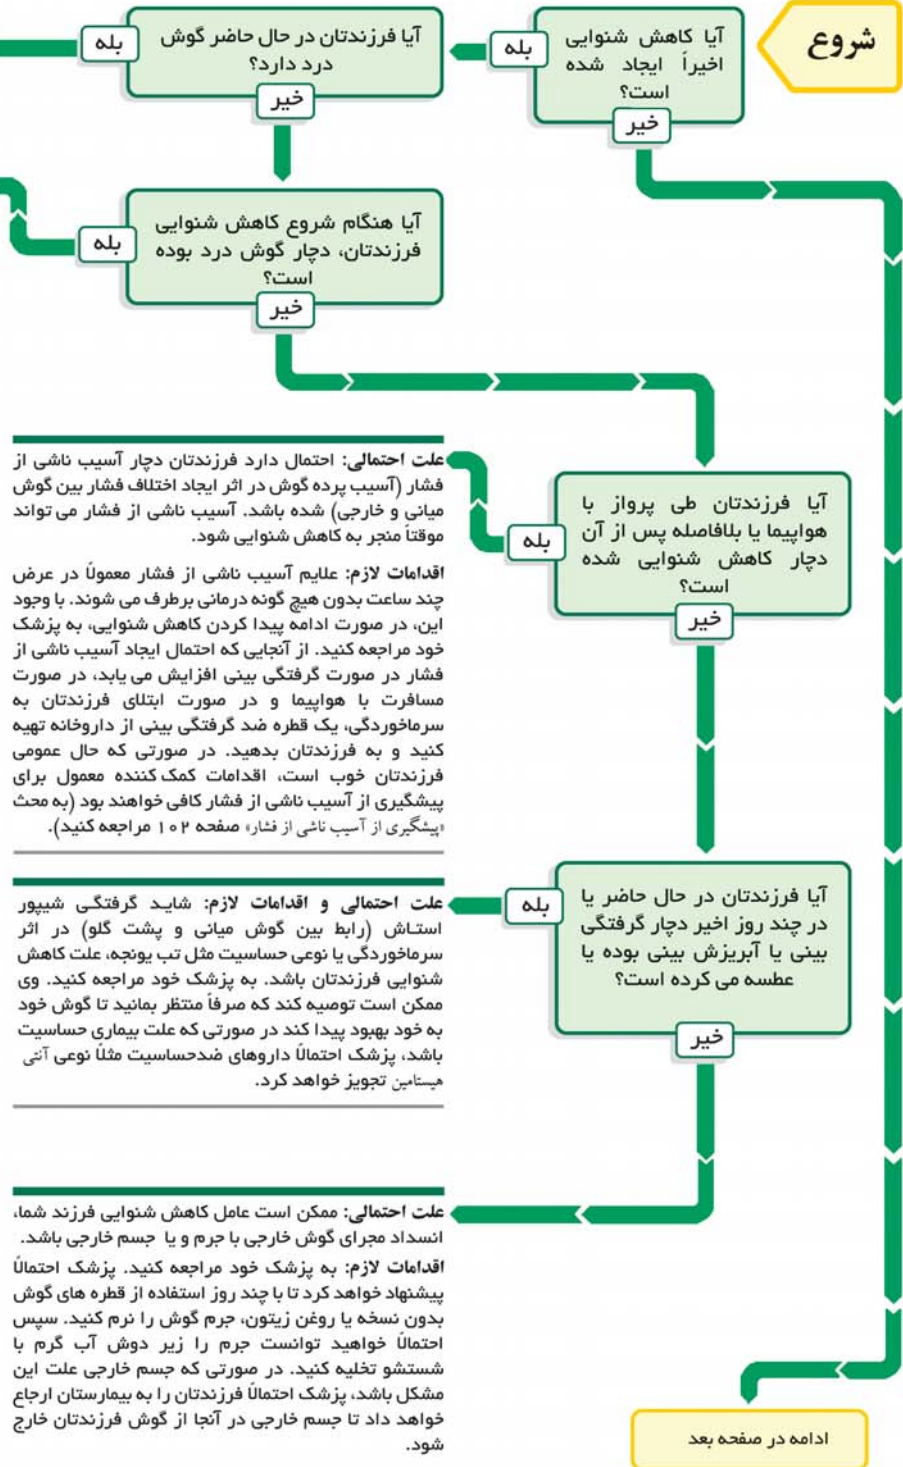 شروع
آیا کاهش شنوایی
اخیراً ایجاد شده
است؟
بله
خیر
آیا فرزندتان در حال حاضر گوش
درد دارد؟
بله
خیر
آیا هنگام شروع کاهش شنوایی
فرزندتان، دچار گوش درد بوده
است؟
بله
خیر
آیا فرزندتان طی پرواز با
هواپیما یا بلافاصله پس از آن
دچار کاهش شنوایی شده
است؟
بله
خیر
علت احتمالی: احتمال دارد فرزندتان دچار آسیب ناشی از
فشار (آسیب پرده گوش در اثر ایجاد اختلاف فشار بین گوش
میانی و خارجی) شده باشد. آسیب ناشی از فشار می تواند
موقتاً منجر به کاهش شنوایی شود.
اقدامات لازم: علایم آسیب ناشی از فشار معمولاً در عرض
چند ساعت بدون هیچ گونه درمانی برطرف می شوند. با وجود
این، در صورت ادامه پیدا کردن کاهش شنوایی، به پزشک
خود مراجعه کنید. از آنجایی که احتمال ایجاد آسیب ناشی از
فشار در صورت گرفتگی بینی افزایش می یابد، در صورت
مسافرت با هواپیما و در صورت ابتلای فرزندتان به
سرماخوردگی، یک قطره ضد گرفتگی بینی از داروخانه تهیه
کنید و به فرزندتان بدهید. در صورتی که حال عمومی
فرزندتان خوب است، اقدامات کمک کننده معمول برای
پیشگیری از آسیب ناشی از فشار کافی خواهند بود (به محث
«پیشگیری از آسیب ناشی از فشار» صفحه ۱۰۲ مراجعه کنید).
آیا فرزندتان در حال حاضر یا
در چند روز اخیر دچار گرفتگی
بینی یا آبریزش بینی بوده یا
عطسه می کرده است؟
بله
خیر
علت احتمالی و اقدامات لازم: شاید گرفتگی شیپور
استاش (رابط بین گوش میانی و پشت گلو) در اثر
سرماخوردگی یا نوعی حساسیت مثل تب یونجه، علت کاهش
شنوایی فرزندتان باشد. به پزشک خود مراجعه کنید. وی
ممکن است توصیه کند که صرفاً منتظر بمانید تا گوش خود
به خود بهبود پیدا کند در صورتی که علت بیماری حساسیت
باشد، پزشک احتمالاً داروهای ضدحساسیت مثلاً نوعی آنتی
هیستامین تجویز خواهد کرد.
علت احتمالی: ممکن است عامل کاهش شنوایی فرزند شما،
انسداد مجرای گوش خارجی با جرم و یا جسم خارجی باشد.
اقدامات لازم: به پزشک خود مراجعه کنید. پزشک احتمالاً
پیشنهاد خواهد کرد تا با چند روز استفاده از قطره های گوش
بدون نسخه یا روغن زیتون، جرم گوش را نرم کنید. سپس
احتمالاً خواهید توانست جرم را زیر دوش آب گرم با
شستشو تخلیه کنید. در صورتی که جسم خارجی علت این
مشکل باشد، پزشک احتمالاً فرزندتان را به بیمارستان ارجاع
خواهد داد تا جسم خارجی در آنجا از گوش فرزندتان خارج
شود.
ادامه در صفحه بعد